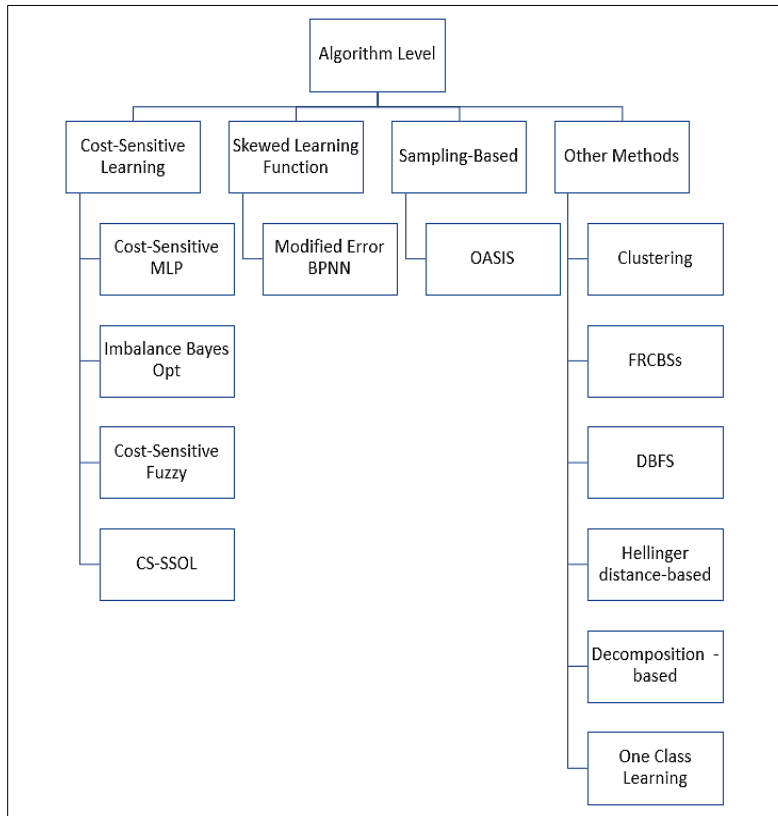 Algorithm Level
Cost-Sensitive
Learning
Skewed Learning
Function
Sampling-Based
Other Methods
Cost-Sensitive
MLP
Modified Error
BPNN
OASIS
Clustering
Imbalance Bayes
Opt
FRCBSs
Cost-Sensitive
Fuzzy
DBFS
CS-SSOL
Hellinger
distance-based
Decomposition -
based
One Class
Learning